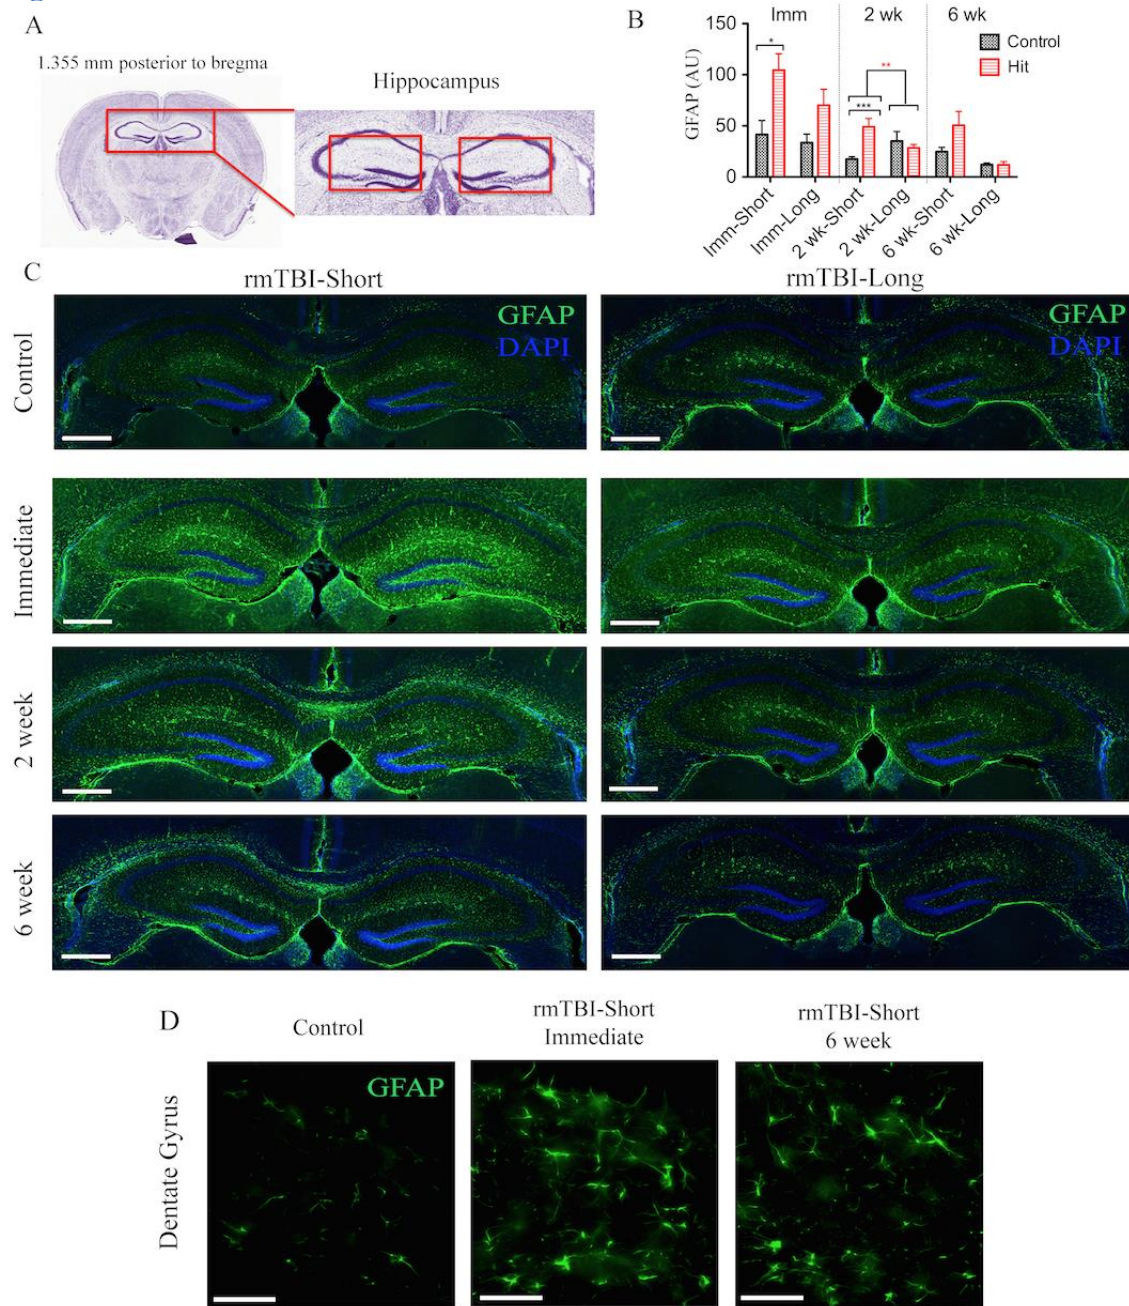 A
1.355 mm posterior to bregma
Hippocampus
B
Imm
2 wk
6 wk
Control
Hit
GFAP (AU)
150
100
50
0
*
***
**
Imm-Short
Imm-Long
2 wk-Short
2 wk-Long
6 wk-Short
6 wk-Long
C
rmTBI-Short
rmTBI-Long
Control
GFAP
DAPI
GFAP
DAPI
Immediate
2 week
6 week
D
Control
rmTBI-Short
Immediate
rmTBI-Short
6 week
Dentate Gyrus
GFAP